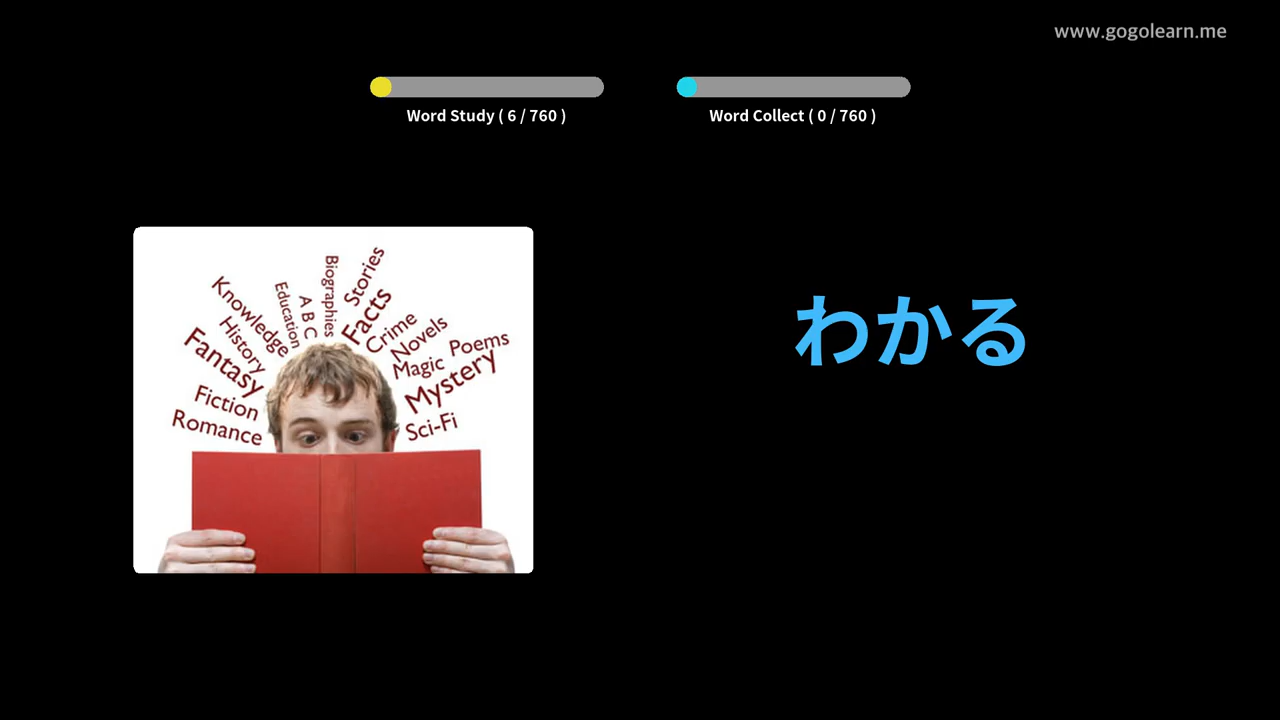 www.gogolearn.me
Word Study ( 6 / 760 )
Word Collect ( 0 / 760 )
Stories
Biographies
Facts
A B C
Education
Knowledge
Crime
Novels
History
Poems
Magic
Fantasy
Mystery
Fiction
Sci-Fi
Romance
わかる